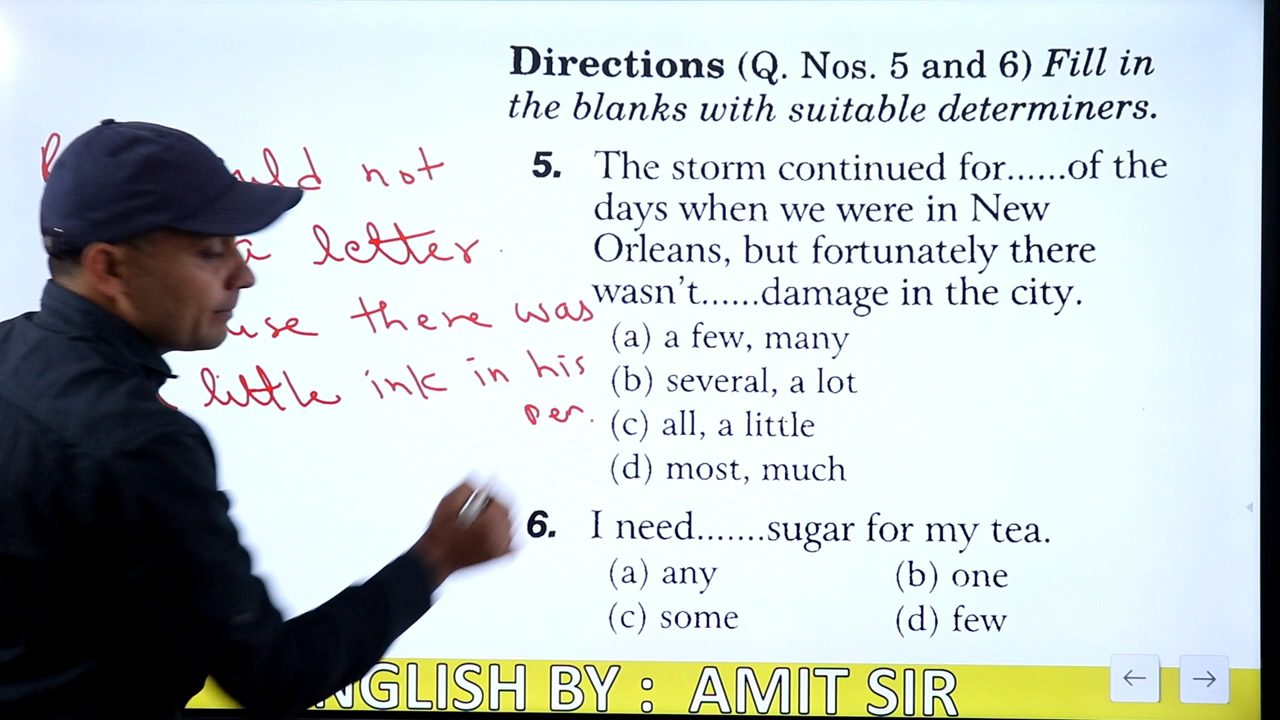 Directions (Q. Nos. 5 and 6) Fill in
the blanks with suitable determiners.
5. The storm continued for......of the
days when we were in New
Orleans, but fortunately there
wasn't......damage in the city.
(a) a few, many
(b) several, a lot
(c) all, a little
(d) most, much
6. I need.......sugar for my tea.
(a) any (b) one
(c) some (d) few
not
a letter
there was
little ink in his
pen.
ENGLISH BY : AMIT SIR